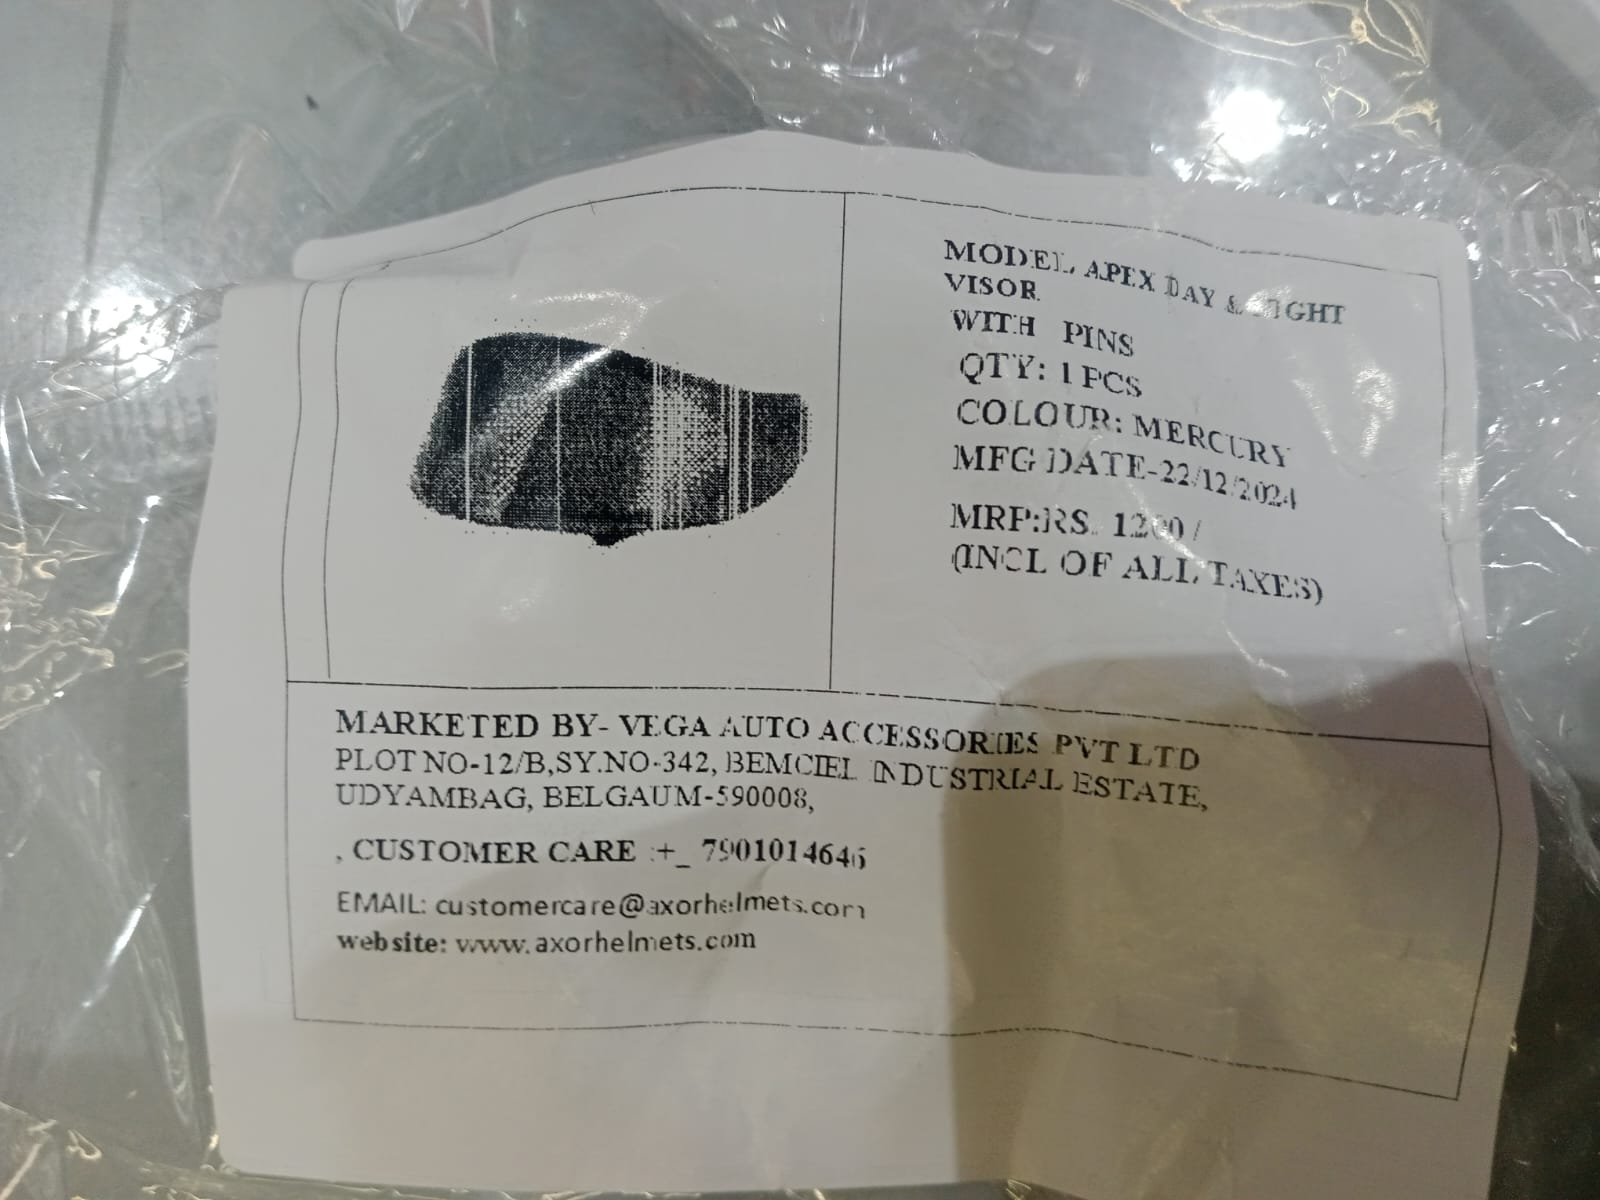 MODEL APEX DAY & NIGHT
VISOR
WITH PINS
QTY: 1 PCS
COLOUR: MERCURY
MFG DATE-22/12/2024
MRP:RS. 1200 /
(INCL OF ALL TAXES)
MARKETED BY- VEGA AUTO ACCESSORIES PVT LTD
PLOT NO-12/B,SY.NO-342, BEMCIEL INDUSTRIAL ESTATE,
UDYAMBAG, BELGAUM-590008,
, CUSTOMER CARE :+_ 7901014646
EMAIL: customercare@axorhelmets.com
website: www.axorhelmets.com